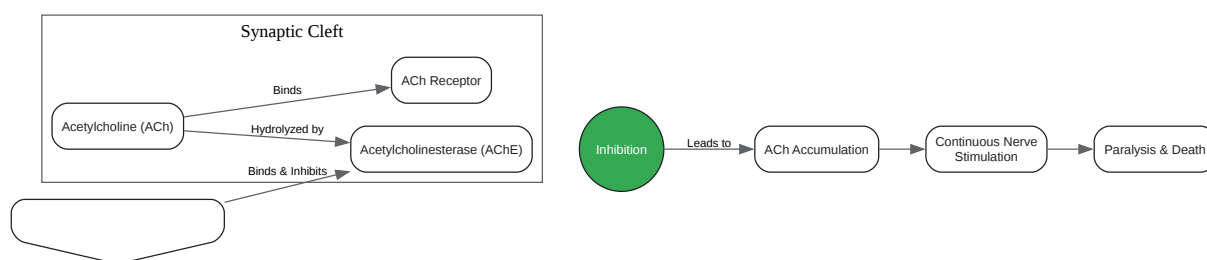 Synaptic Cleft
ACh Receptor
Binds
Acetylcholine (ACh)
Hydrolyzed by
Acetylcholinesterase (AChE)
Binds & Inhibits
Inhibition
Leads to
ACh Accumulation
Continuous Nerve
Stimulation
Paralysis & Death